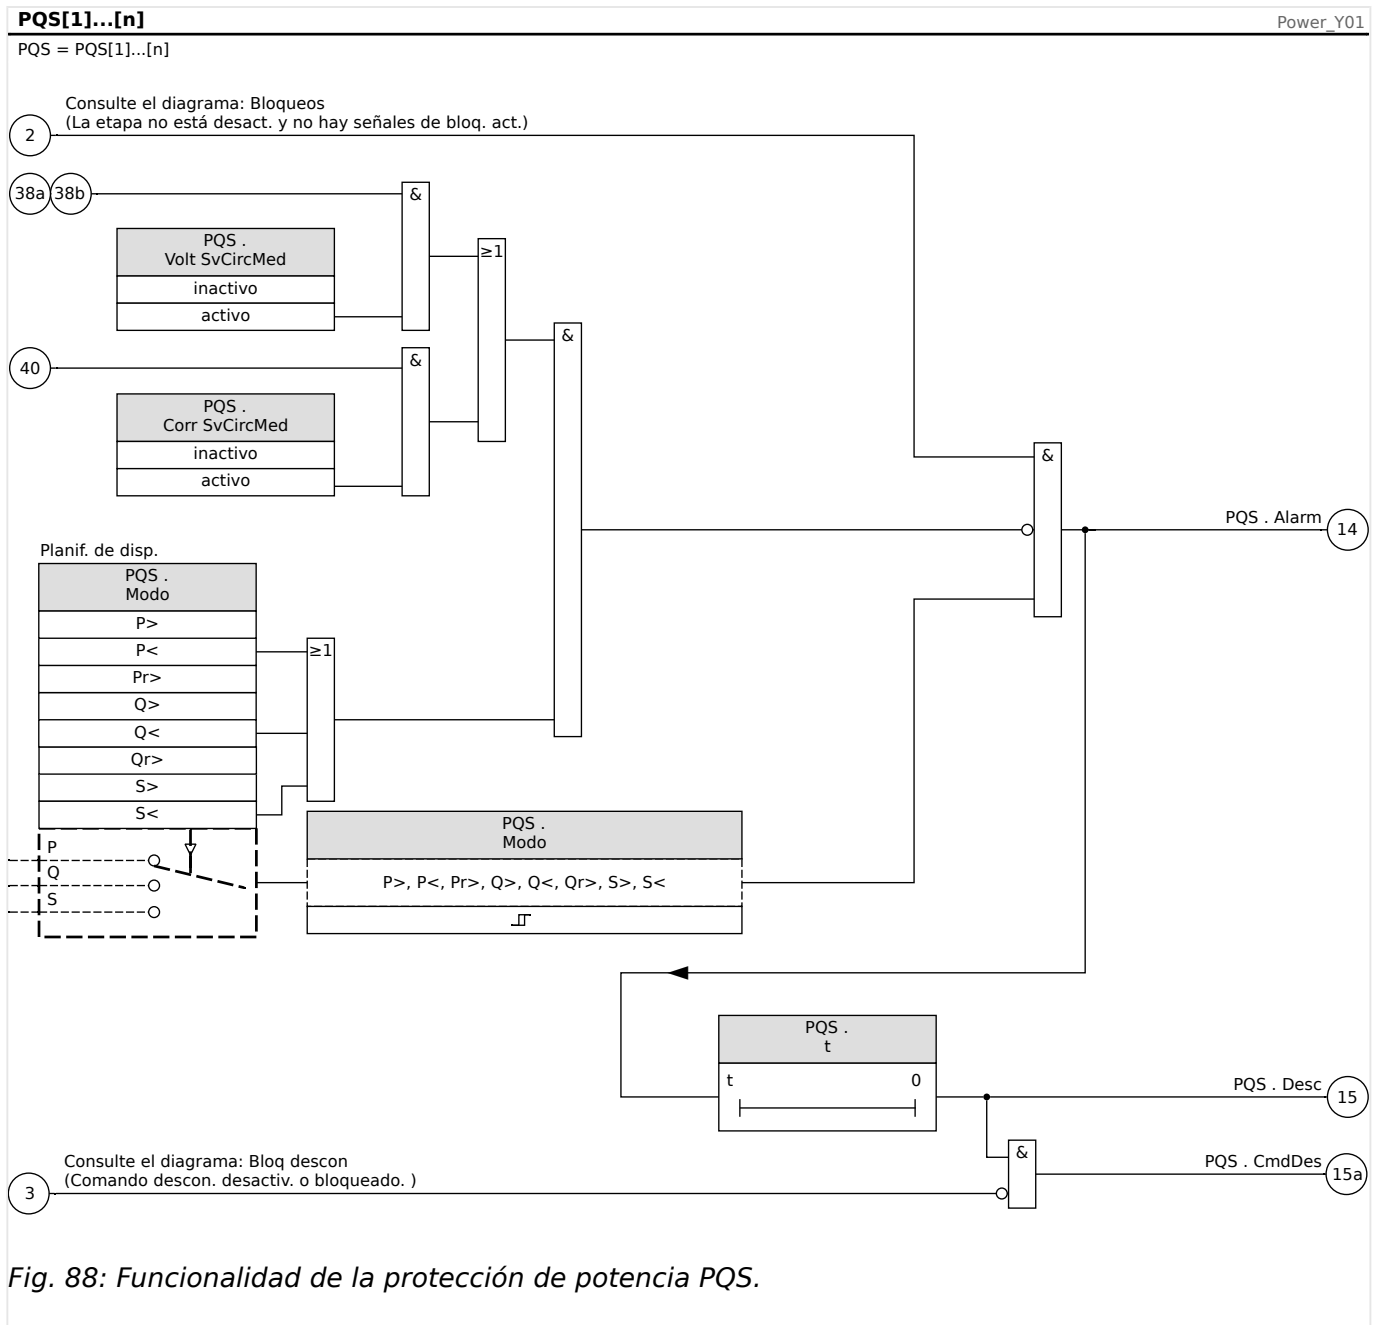 PQS[1]...[n]
Power_Y01
PQS = PQS[1]...[n]
Consulte el diagrama: Bloqueos
(La etapa no está desact. y no hay señales de bloq. act.)
2
38a
38b
&
PQS .
Volt SvCircMed
inactivo
activo
≥1
&
40
&
PQS .
Corr SvCircMed
inactivo
activo
&
PQS . Alarm
14
Planif. de disp.
PQS .
Modo
P>
P<
Pr>
Q>
Q<
Qr>
S>
S<
≥1
P
Q
S
PQS .
Modo
P>, P<, Pr>, Q>, Q<, Qr>, S>, S<
PQS .
t
t
0
PQS . Desc
15
&
PQS . CmdDes
15a
Consulte el diagrama: Bloq descon
(Comando descon. desactiv. o bloqueado. )
3
Fig. 88: Funcionalidad de la protección de potencia PQS.